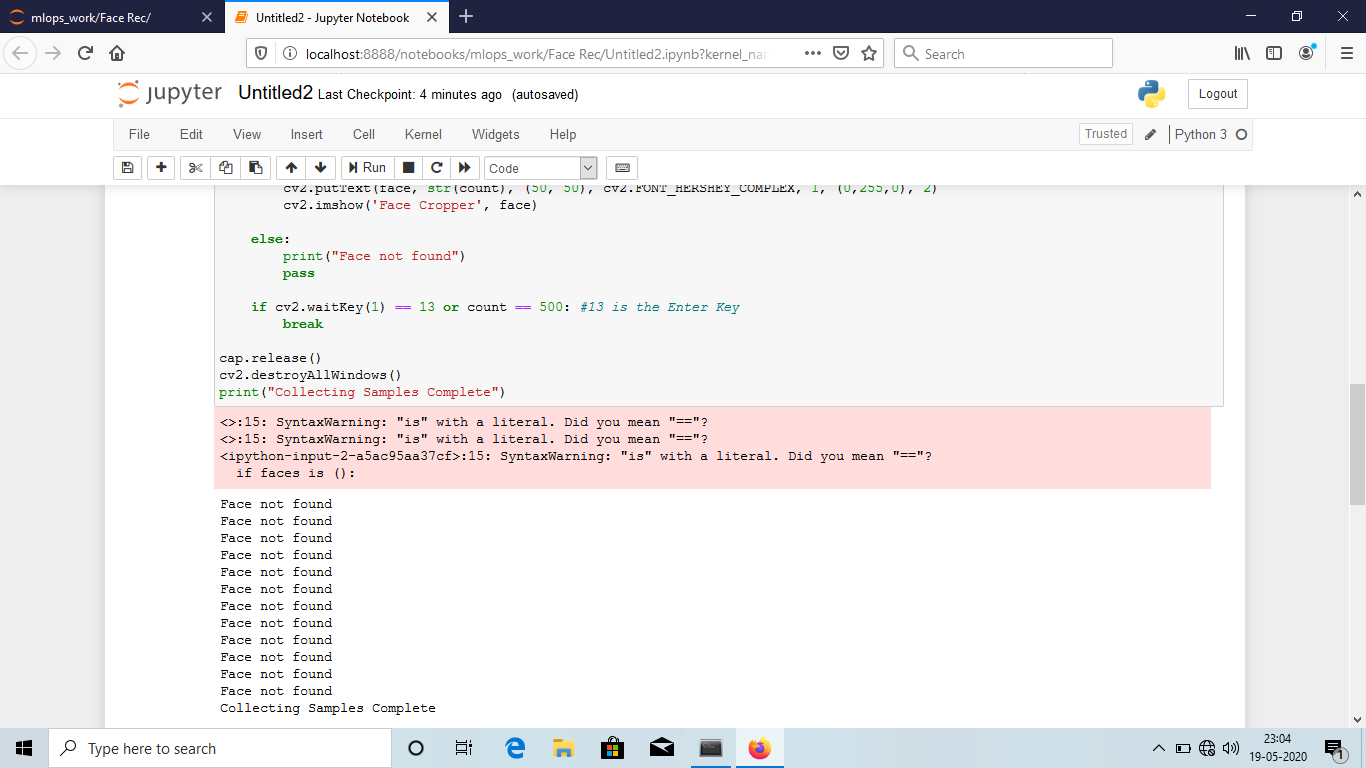 mlops_work/Face Rec/
Untitled2 - Jupyter Notebook
localhost:8888/notebooks/mlops_work/Face Rec/Untitled2.ipynb?kernel_nar
Search
jupyter Untitled2 Last Checkpoint: 4 minutes ago (autosaved)
Logout
File Edit View Insert Cell Kernel Widgets Help
Trusted Python 3
Run Code
cv2.putText(face, str(count), (50, 50), cv2.FONT_HERSHEY_COMPLEX, 1, (0,255,0), 2)
cv2.imshow('Face Cropper', face)
else:
print("Face not found")
pass
if cv2.waitKey(1) == 13 or count == 500: #13 is the Enter Key
break
cap.release()
cv2.destroyAllWindows()
print("Collecting Samples Complete")
<>:15: SyntaxWarning: "is" with a literal. Did you mean "=="?
<>:15: SyntaxWarning: "is" with a literal. Did you mean "=="?
<ipython-input-2-a5ac95aa37cf>:15: SyntaxWarning: "is" with a literal. Did you mean "=="?
if faces is ():
Face not found
Face not found
Face not found
Face not found
Face not found
Face not found
Face not found
Face not found
Face not found
Face not found
Face not found
Face not found
Collecting Samples Complete
Type here to search
23:04
19-05-2020
1